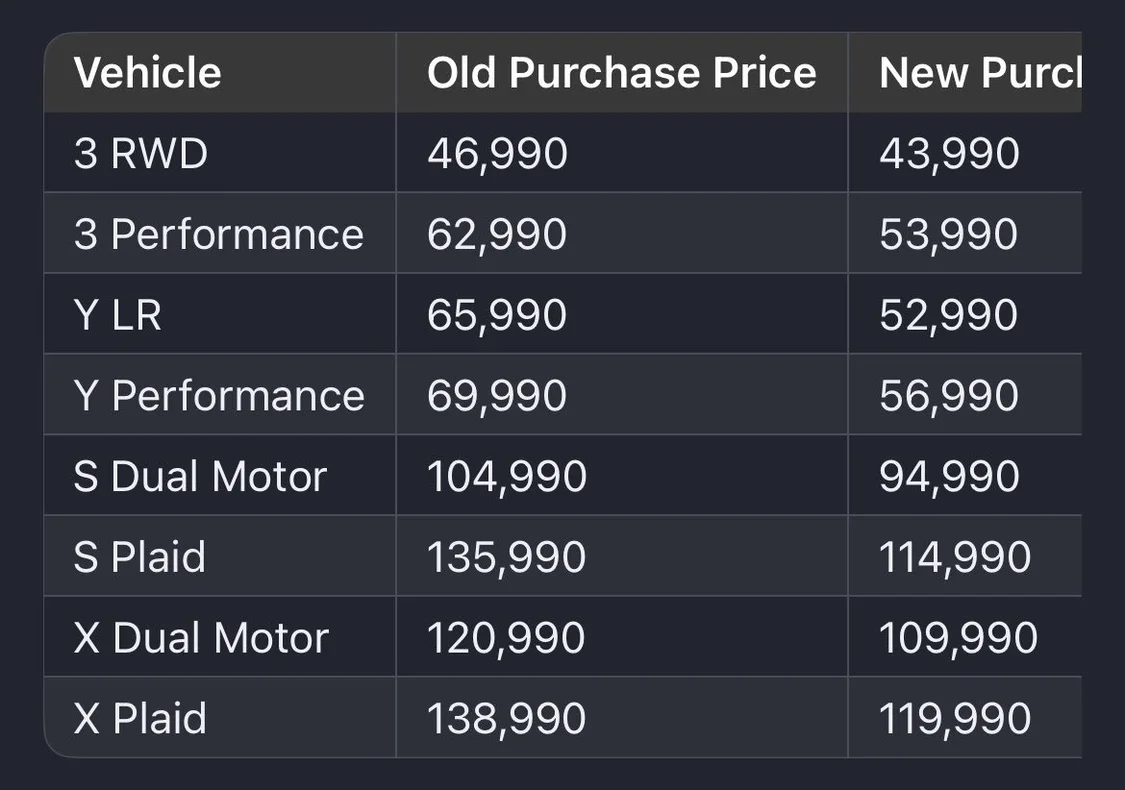 Vehicle Old Purchase Price New
3 RWD 46,990 43,990
3 Performance 62,990 53,990
Y LR 65,990 52,990
Y Performance 69,990 56,990
S Dual Motor 104,990 94,990
S Plaid 135,990 114,990
X Dual Motor 120,990 109,990
X Plaid 138,990 119,990